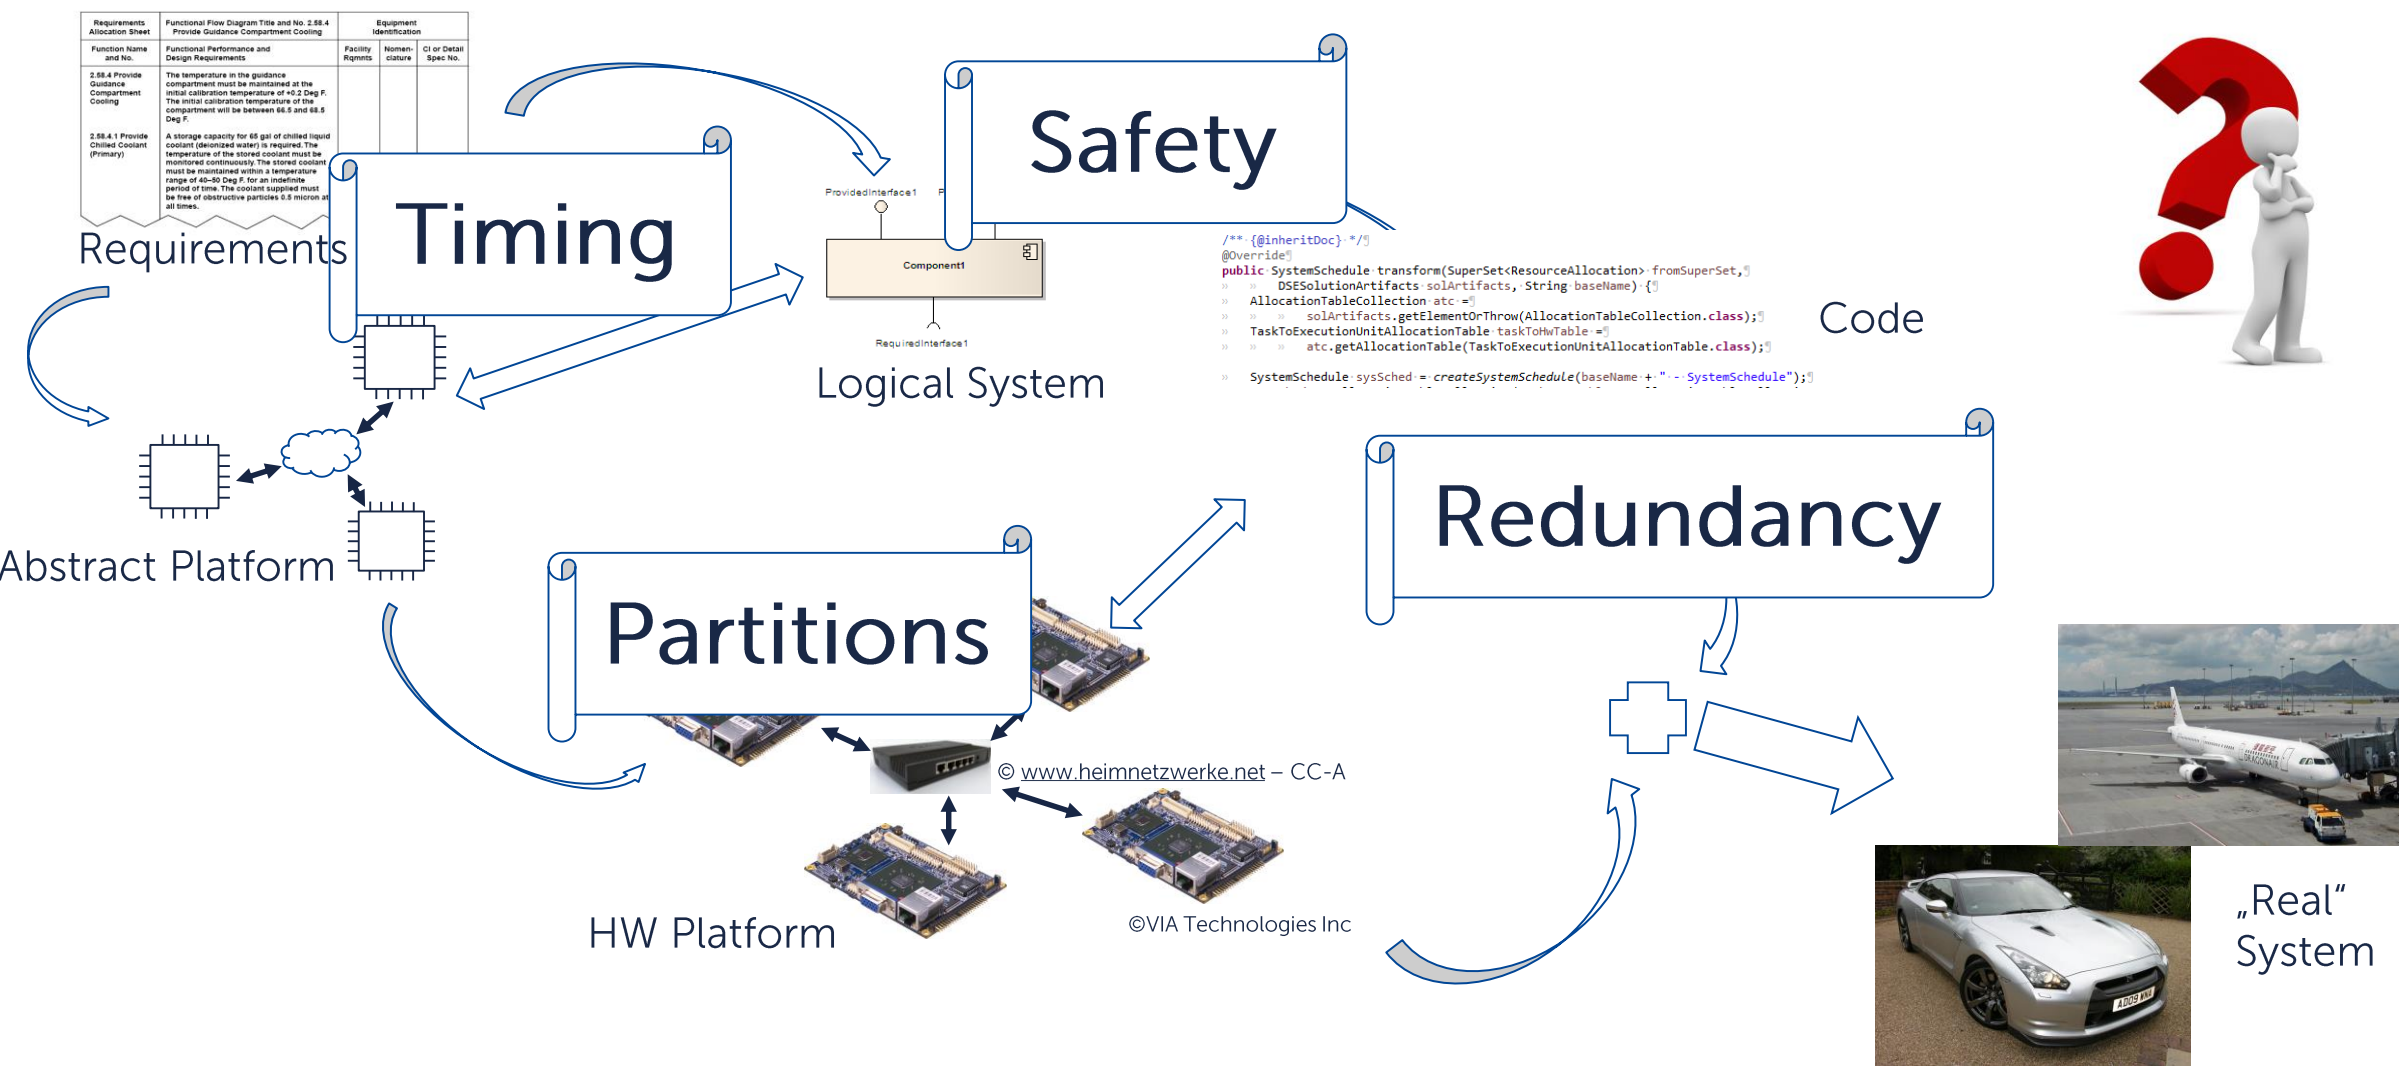 Requirements
Allocation Sheet
Functional Flow Diagram Title and No. 2.58.4
Provide Guidance Compartment Cooling
Equipment
Identification
Function Name
and No.
Functional Performance and
Design Requirements
Facility
Rqmnts
Nomen-
clature
CI or Detail
Spec No.
2.58.4 Provide
Guidance
Compartment
Cooling
The temperature in the guidance
compartment must be maintained at the
initial calibration temperature of +0.2 Deg F.
The initial calibration temperature of the
compartment will be between 66.5 and 68.5
Deg F.
2.58.4.1 Provide
Chilled Coolant
(Primary)
A storage capacity for 65 gal of chilled liquid
coolant (deionized water) is required. The
temperature of the stored coolant must be
monitored continuously. The stored coolant
must be maintained within a temperature
range of 40–50 Deg F. for an indefinite
period of time. The coolant supplied must
be free of obstructive particles 0.5 micron at
all times.
Requirements
Timing
Safety
ProvidedInterface1
P
Component1
RequiredInterface1
Logical System
/** {@inheritDoc} */
@Override
public SystemSchedule transform(SuperSet<ResourceAllocation> fromSuperSet,
DSESolutionArtifacts solArtifacts, String baseName) {
AllocationTableCollection atc =
solArtifacts.getElementOrThrow(AllocationTableCollection.class);
TaskToExecutionUnitAllocationTable taskToHwTable =
atc.getAllocationTable(TaskToExecutionUnitAllocationTable.class);
SystemSchedule sysSched = createSystemSchedule(baseName + " - SystemSchedule");
Code
Abstract Platform
Partitions
Redundancy
© www.heimnetzwerke.net – CC-A
HW Platform
©VIA Technologies Inc
DRAGONAIR
AD09 WNA
„Real“
System